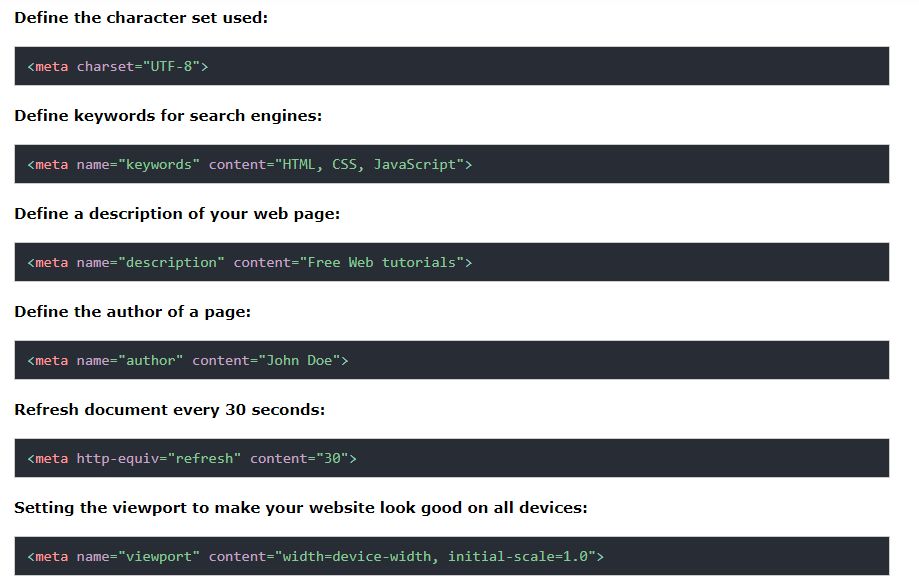 Define the character set used:
<meta charset="UTF-8">
Define keywords for search engines:
<meta name="keywords" content="HTML, CSS, JavaScript">
Define a description of your web page:
<meta name="description" content="Free Web tutorials">
Define the author of a page:
<meta name="author" content="John Doe">
Refresh document every 30 seconds:
<meta http-equiv="refresh" content="30">
Setting the viewport to make your website look good on all devices:
<meta name="viewport" content="width=device-width, initial-scale=1.0">